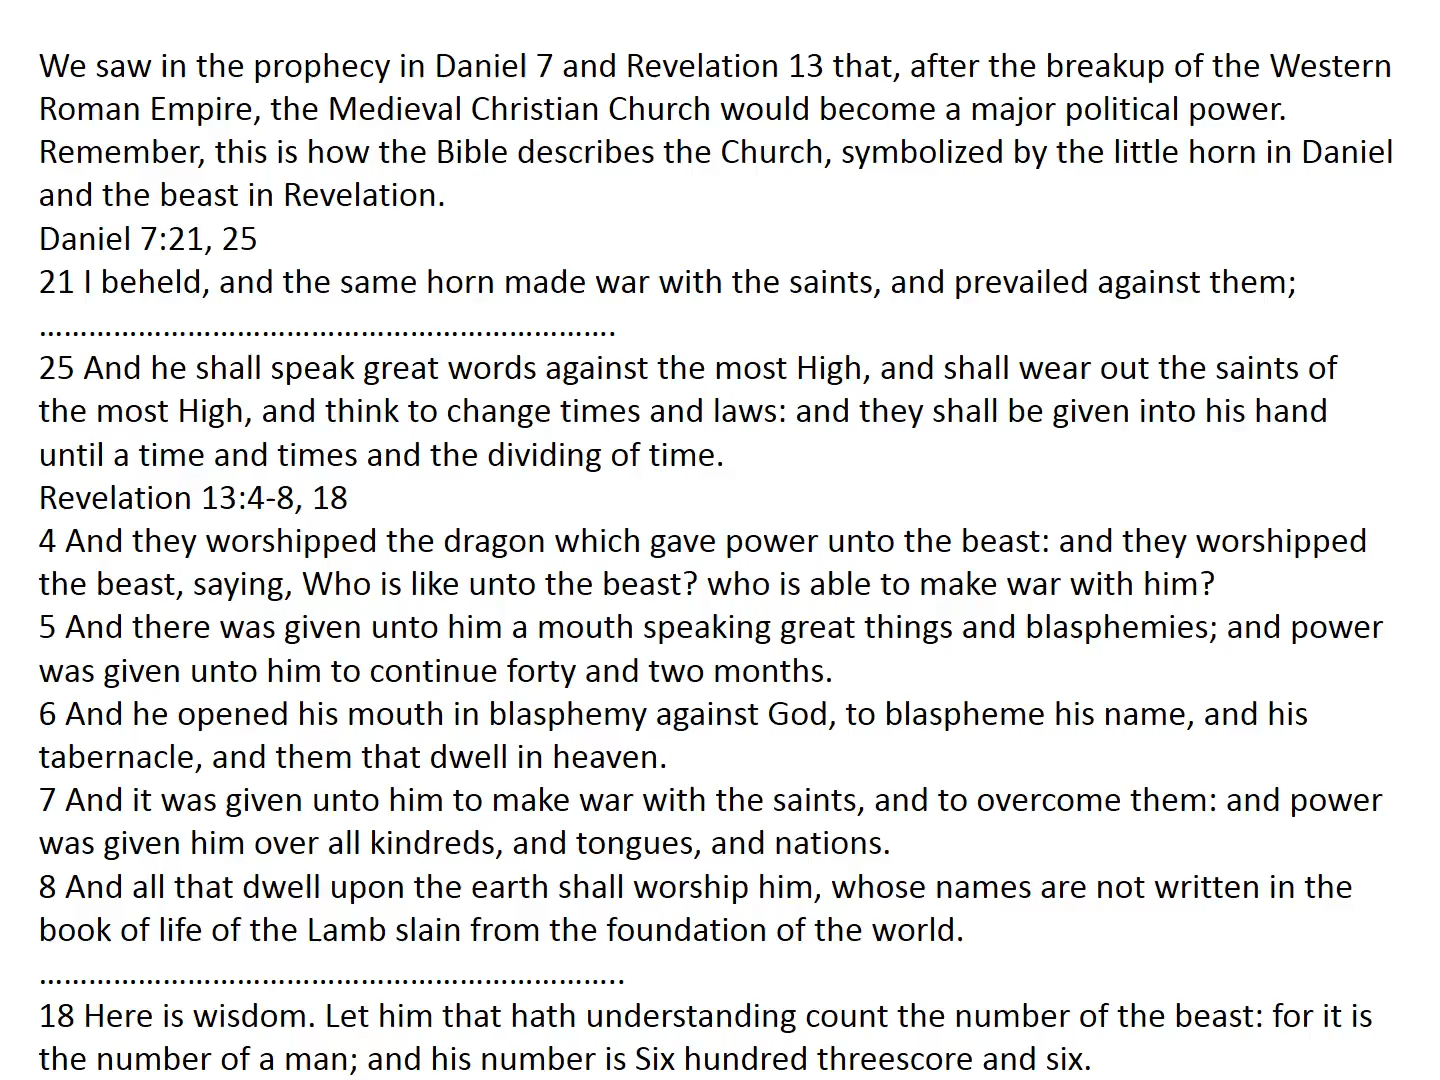 We saw in the prophecy in Daniel 7 and Revelation 13 that, after the breakup of the Western
Roman Empire, the Medieval Christian Church would become a major political power.
Remember, this is how the Bible describes the Church, symbolized by the little horn in Daniel
and the beast in Revelation.
Daniel 7:21, 25
21 I beheld, and the same horn made war with the saints, and prevailed against them;
…………………………………………………………….
25 And he shall speak great words against the most High, and shall wear out the saints of
the most High, and think to change times and laws: and they shall be given into his hand
until a time and times and the dividing of time.
Revelation 13:4-8, 18
4 And they worshipped the dragon which gave power unto the beast: and they worshipped
the beast, saying, Who is like unto the beast? who is able to make war with him?
5 And there was given unto him a mouth speaking great things and blasphemies; and power
was given unto him to continue forty and two months.
6 And he opened his mouth in blasphemy against God, to blaspheme his name, and his
tabernacle, and them that dwell in heaven.
7 And it was given unto him to make war with the saints, and to overcome them: and power
was given him over all kindreds, and tongues, and nations.
8 And all that dwell upon the earth shall worship him, whose names are not written in the
book of life of the Lamb slain from the foundation of the world.
……………………………………………………………..
18 Here is wisdom. Let him that hath understanding count the number of the beast: for it is
the number of a man; and his number is Six hundred threescore and six.